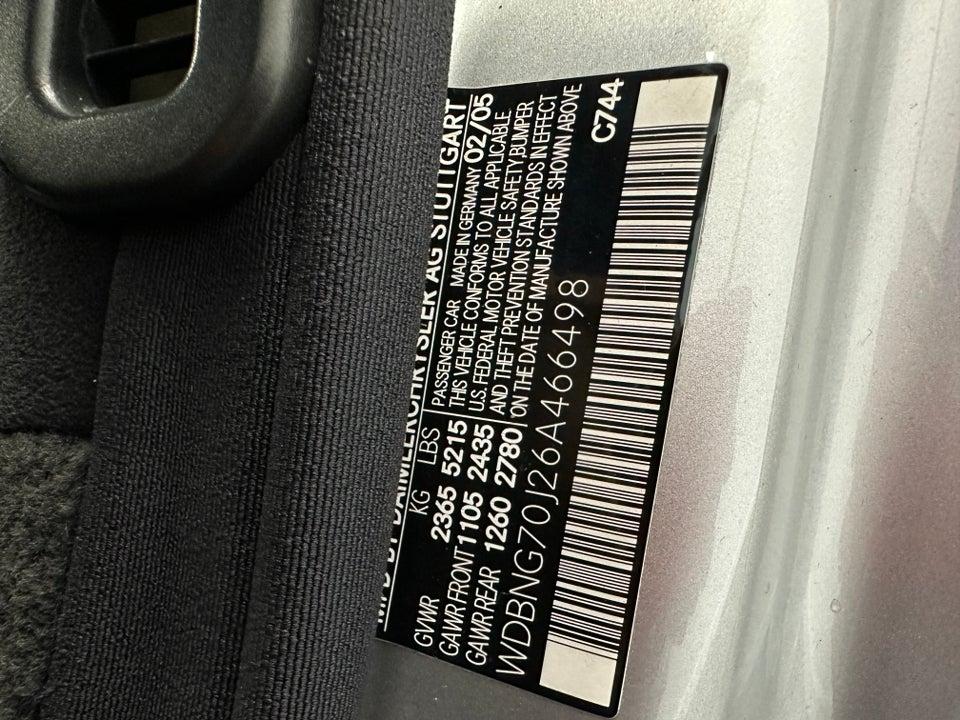 MFD BY DAIMLERCHRYSLER AG STUTTGART
KG LBS
GVWR 2365 5215
GAWR FRONT 1105 2435
GAWR REAR 1260 2780
PASSENGER CAR MADE IN GERMANY 02/05
THIS VEHICLE CONFORMS TO ALL APPLICABLE
U.S. FEDERAL MOTOR VEHICLE SAFETY,BUMPER
AND THEFT PREVENTION STANDARDS IN EFFECT
ON THE DATE OF MANUFACTURE SHOWN ABOVE
WDBNG70J26A466498
C744